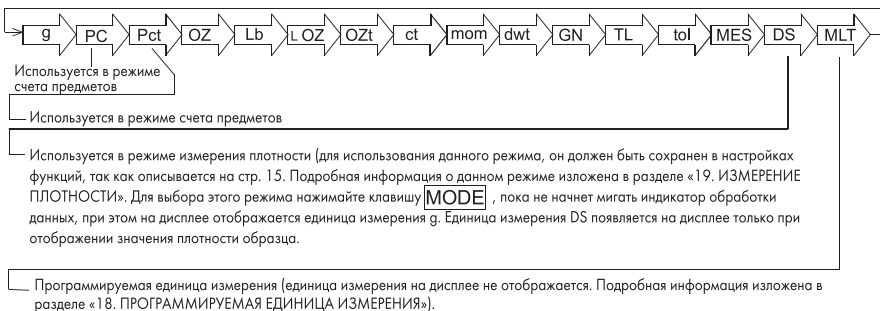 g PC Pct OZ Lb L OZ OZt ct mom dwt GN TL tol MES DS MLT
Используется в режиме
счета предметов
Используется в режиме счета предметов
Используется в режиме измерения плотности (для использования данного режима, он должен быть сохранен в настройках
функций, так как описывается на стр. 15. Подробная информация о данном режиме изложена в разделе «19. ИЗМЕРЕНИЕ
ПЛОТНОСТИ». Для выбора этого режима нажимайте клавишу MODE , пока не начнет мигать индикатор обработки
данных, при этом на дисплее отображается единица измерения g. Единица измерения DS появляется на дисплее только при
отображении значения плотности образца.
Программируемая единица измерения (единица измерения на дисплее не отображается. Подробная информация изложена в
разделе «18. ПРОГРАММИРУЕМАЯ ЕДИНИЦА ИЗМЕРЕНИЯ»).